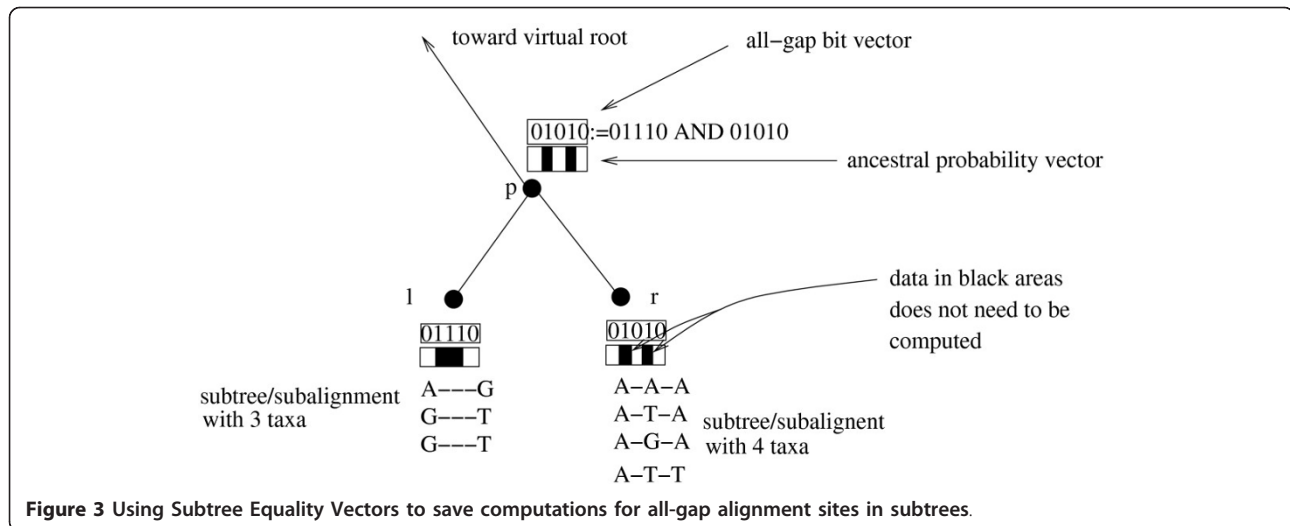 toward virtual root
all-gap bit vector
01010:=01110 AND 01010
ancestral probability vector
p
l
r
data in black areas
does not need to be
computed
01110
01010
subtree/subalignment
with 3 taxa
A---G
G---T
G---T
A-A-A
A-T-A
A-G-A
A-T-T
subtree/subalignent
with 4 taxa
Figure 3 Using Subtree Equality Vectors to save computations for all-gap alignment sites in subtrees.